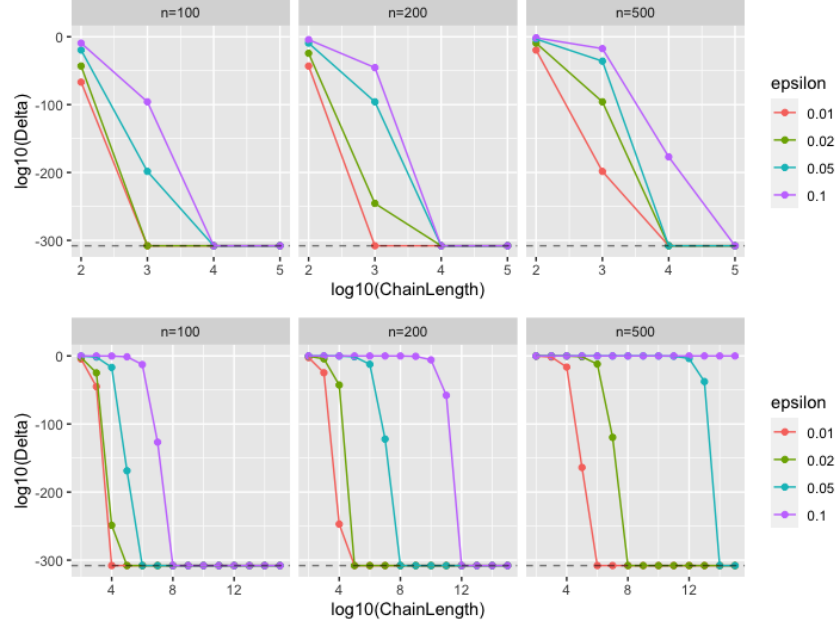 n=100 n=200 n=500
0
-100
-200
-300
log10(Delta)
2 3 4 5 2 3 4 5 2 3 4 5
log10(ChainLength)
epsilon
0.01
0.02
0.05
0.1
n=100 n=200 n=500
0
-100
-200
-300
log10(Delta)
4 8 12 4 8 12 4 8 12
log10(ChainLength)
epsilon
0.01
0.02
0.05
0.1